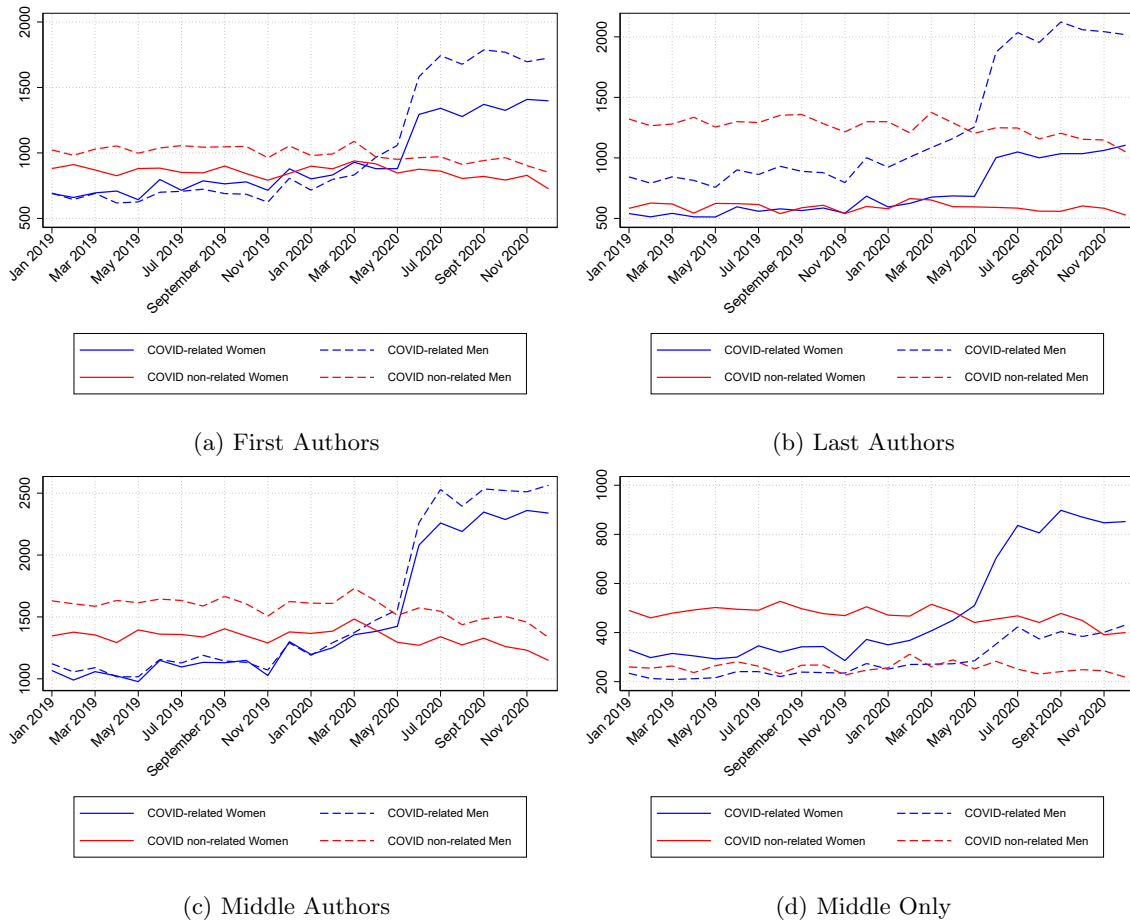 2000
1500
1000
500
Jan 2019
Mar 2019
May 2019
Jul 2019
September 2019
Nov 2019
Jan 2020
Mar 2020
May 2020
Jul 2020
Sept 2020
Nov 2020
COVID-related Women
COVID-related Men
COVID non-related Women
COVID non-related Men
(a) First Authors
2000
1500
1000
500
Jan 2019
Mar 2019
May 2019
Jul 2019
September 2019
Nov 2019
Jan 2020
Mar 2020
May 2020
Jul 2020
Sept 2020
Nov 2020
COVID-related Women
COVID-related Men
COVID non-related Women
COVID non-related Men
(b) Last Authors
2500
2000
1500
1000
Jan 2019
Mar 2019
May 2019
Jul 2019
September 2019
Nov 2019
Jan 2020
Mar 2020
May 2020
Jul 2020
Sept 2020
Nov 2020
COVID-related Women
COVID-related Men
COVID non-related Women
COVID non-related Men
(c) Middle Authors
1000
800
600
400
200
Jan 2019
Mar 2019
May 2019
Jul 2019
September 2019
Nov 2019
Jan 2020
Mar 2020
May 2020
Jul 2020
Sept 2020
Nov 2020
COVID-related Women
COVID-related Men
COVID non-related Women
COVID non-related Men
(d) Middle Only